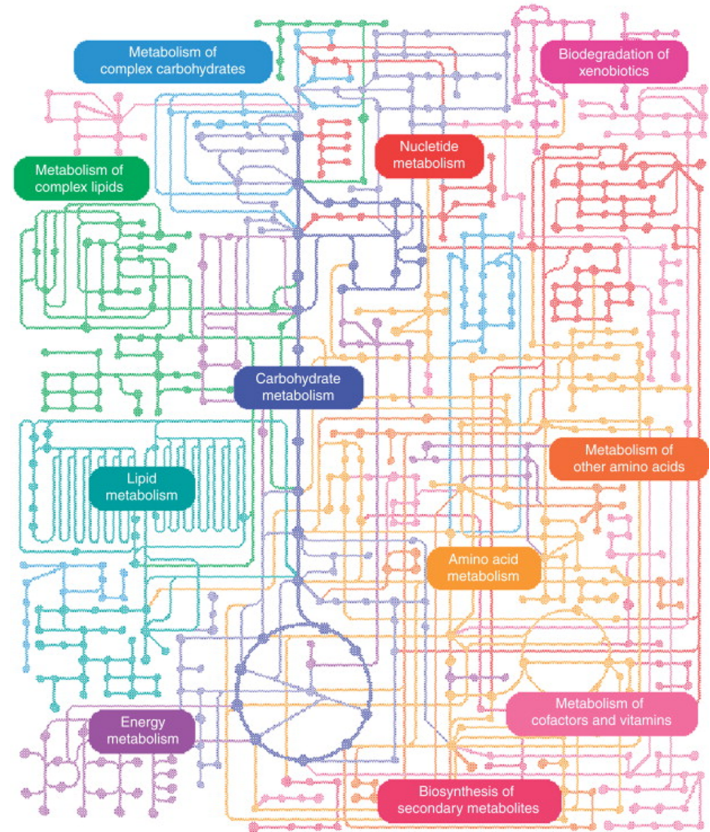 Metabolism of
complex carbohydrates
Biodegradation of
xenobiotics
Nucletide
metabolism
Metabolism of
complex lipids
Carbohydrate
metabolism
Metabolism of
other amino acids
Lipid
metabolism
Amino acid
metabolism
Metabolism of
cofactors and vitamins
Energy
metabolism
Biosynthesis of
secondary metabolites